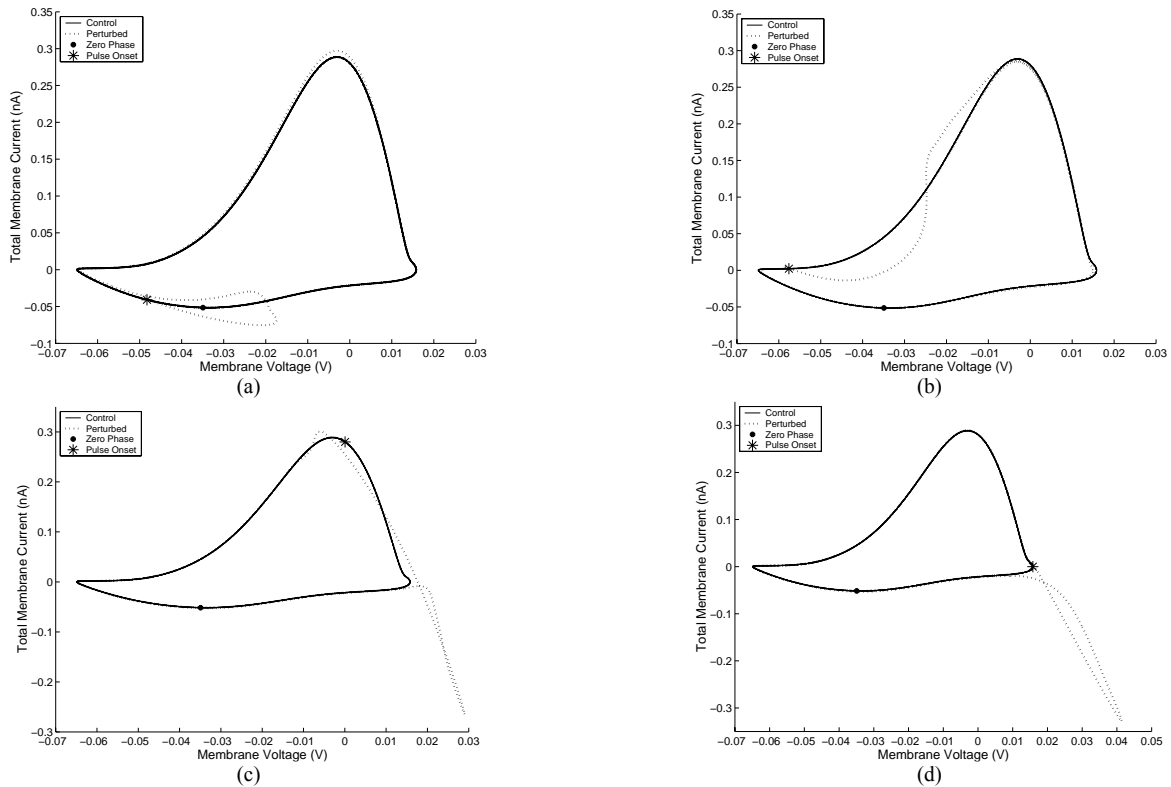 Control
Perturbed
Zero Phase
Pulse Onset
0.35
0.3
0.25
0.2
0.15
0.1
0.05
0
−0.05
−0.1
Total Membrane Current (nA)
−0.07 −0.06 −0.05 −0.04 −0.03 −0.02 −0.01 0 0.01 0.02 0.03
Membrane Voltage (V)
(a)
Control
Perturbed
Zero Phase
Pulse Onset
0.35
0.3
0.25
0.2
0.15
0.1
0.05
0
−0.05
−0.1
Total Membrane Current (nA)
−0.07 −0.06 −0.05 −0.04 −0.03 −0.02 −0.01 0 0.01 0.02 0.03
Membrane Voltage (V)
(b)
Control
Perturbed
Zero Phase
Pulse Onset
0.3
0.2
0.1
0
−0.1
−0.2
−0.3
Total Membrane Current (nA)
−0.07 −0.06 −0.05 −0.04 −0.03 −0.02 −0.01 0 0.01 0.02 0.03
Membrane Voltage (V)
(c)
Control
Perturbed
Zero Phase
Pulse Onset
0.3
0.2
0.1
0
−0.1
−0.2
−0.3
Total Membrane Current (nA)
−0.07 −0.06 −0.05 −0.04 −0.03 −0.02 −0.01 0 0.01 0.02 0.03 0.04 0.05
Membrane Voltage (V)
(d)